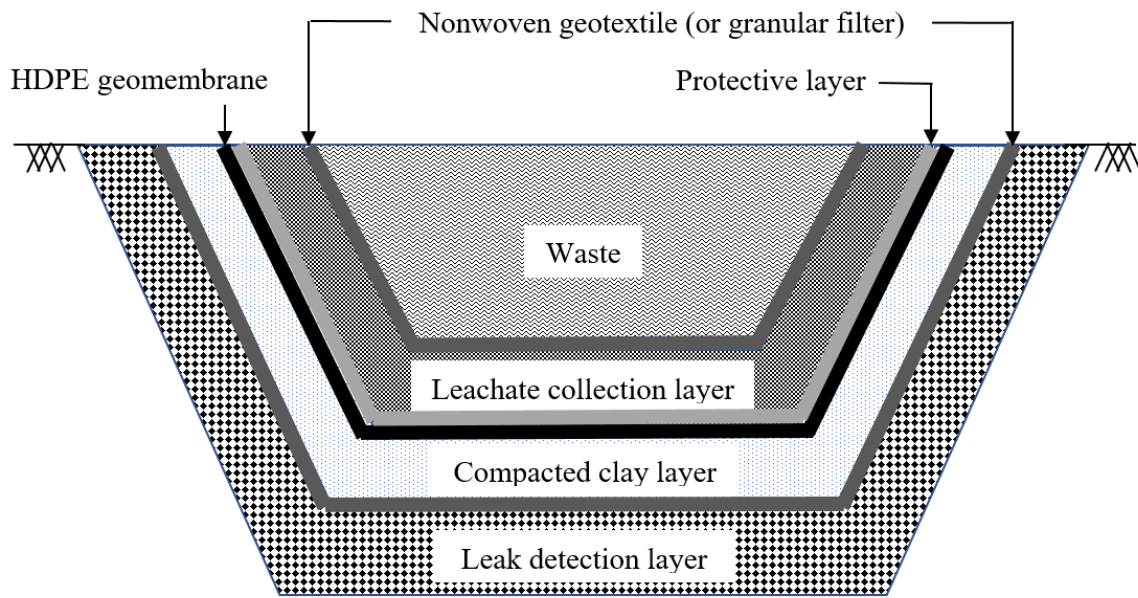 Nonwoven geotextile (or granular filter)
HDPE geomembrane
Protective layer
Waste
Leachate collection layer
Compacted clay layer
Leak detection layer